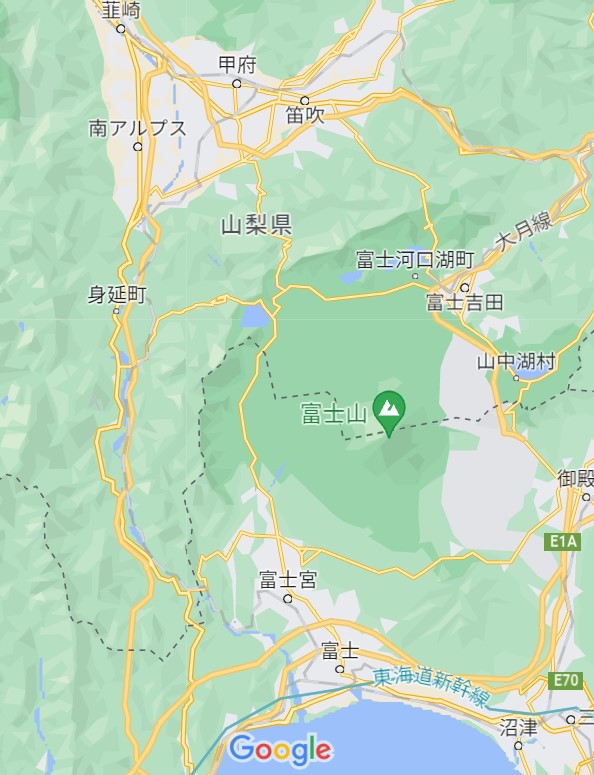 韮崎
甲府
笛吹
南アルプス
山梨県
大月線
富士河口湖町
身延町
富士吉田
山中湖村
富士山
御殿
E1A
富士宮
富士
東海道新幹線
E70
三
沼津
Google